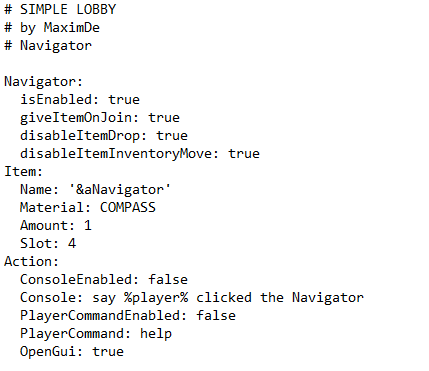 # SIMPLE LOBBY
# by MaximDe
# Navigator

Navigator:
  isEnabled: true
  giveItemOnJoin: true
  disableItemDrop: true
  disableItemInventoryMove: true
Item:
  Name: '&aNavigator'
  Material: COMPASS
  Amount: 1
  Slot: 4
Action:
  ConsoleEnabled: false
  Console: say %player% clicked the Navigator
  PlayerCommandEnabled: false
  PlayerCommand: help
  OpenGui: true